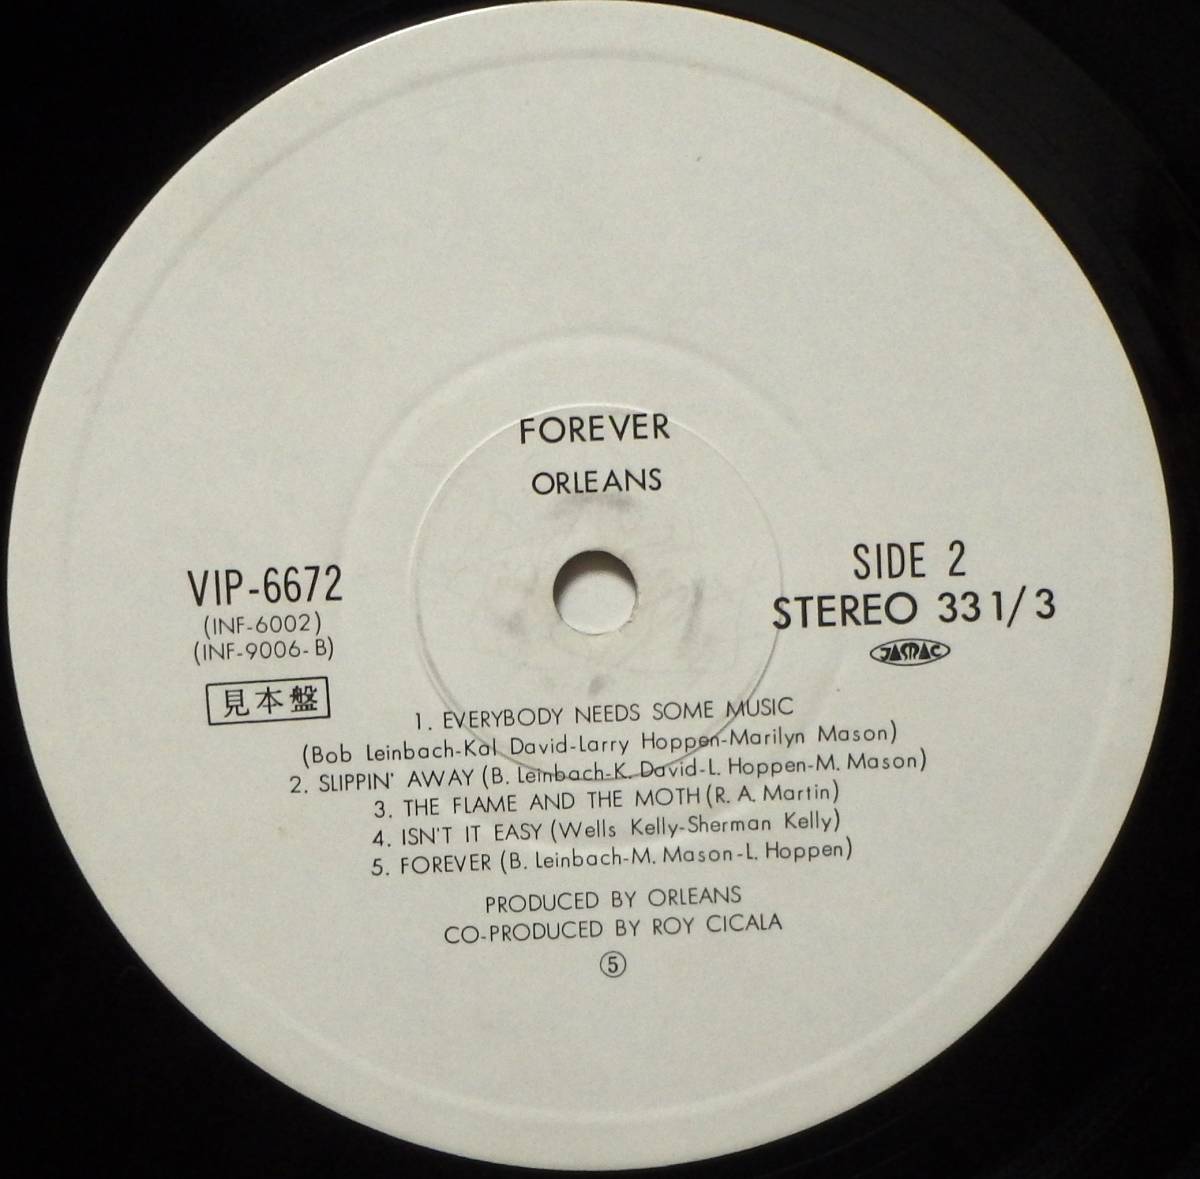 FOREVER
ORLEANS
VIP-6672
(INF-6002)
(INF-9006-B)
見本盤
SIDE 2
STEREO 33 1/3
JASRAC
1. EVERYBODY NEEDS SOME MUSIC
(Bob Leinbach-Kal David-Larry Hoppen-Marilyn Mason)
2. SLIPPIN' AWAY (B. Leinbach-K. David-L. Hoppen-M. Mason)
3. THE FLAME AND THE MOTH (R. A. Martin)
4. ISN'T IT EASY (Wells Kelly-Sherman Kelly)
5. FOREVER (B. Leinbach-M. Mason-L. Hoppen)
PRODUCED BY ORLEANS
CO-PRODUCED BY ROY CICALA
⑤